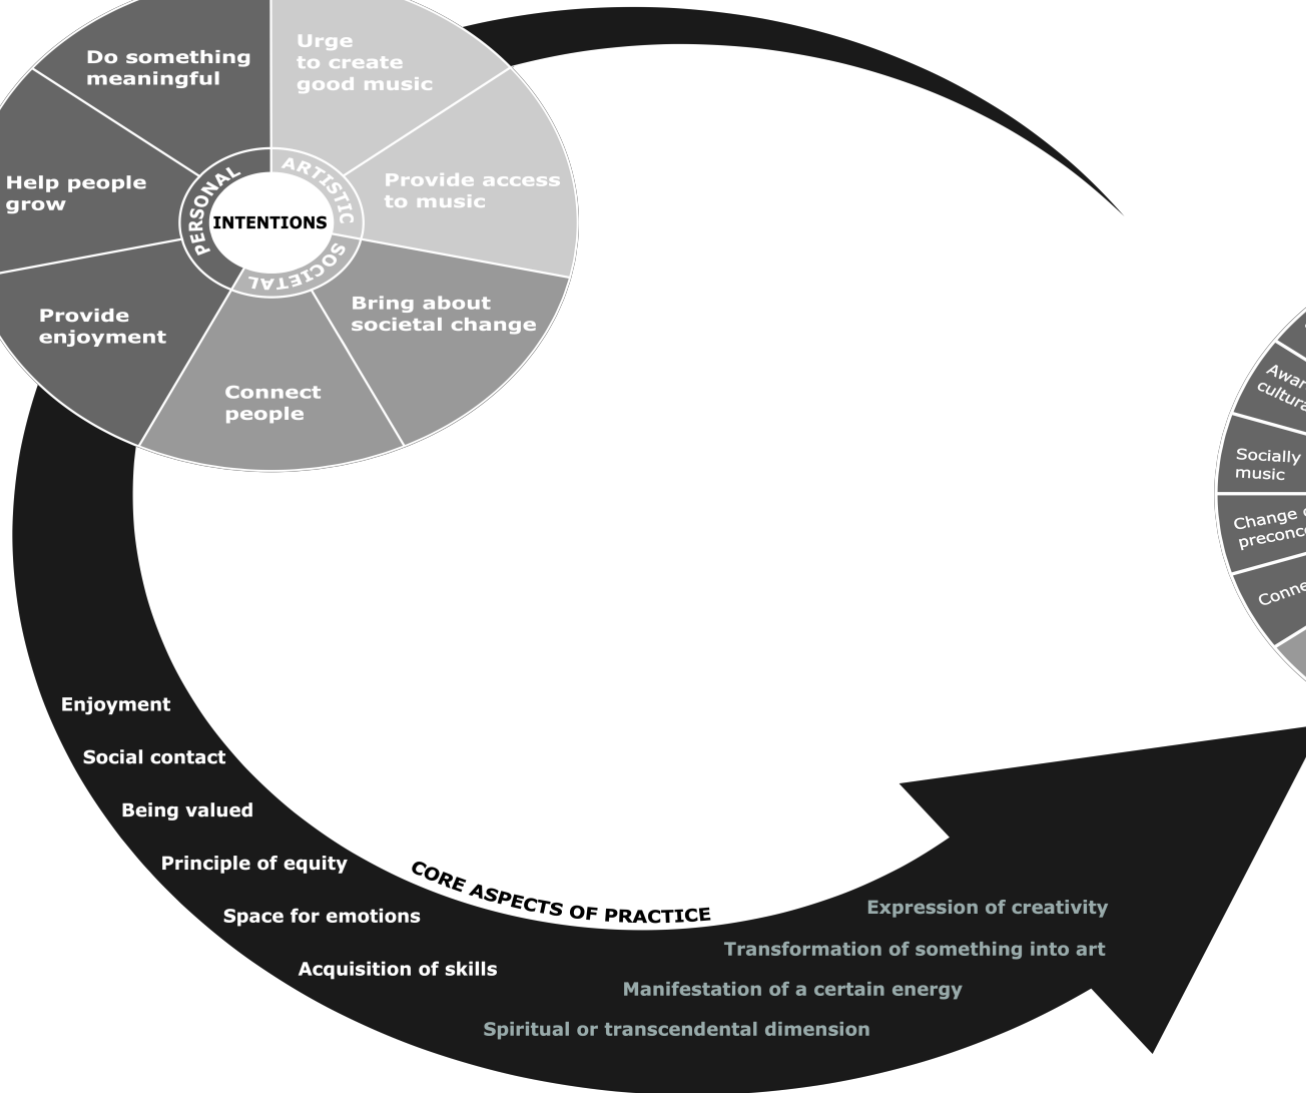 Do something
meaningful
Urge
to create
good music
Help people
grow
Provide access
to music
PERSONAL
ARTISTIC
SOCIETAL
INTENTIONS
Provide
enjoyment
Bring about
societal change
Connect
people
Socially
music
Change
Enjoyment
Social contact
Being valued
Principle of equity
Space for emotions
Acquisition of skills
CORE ASPECTS OF PRACTICE
Expression of creativity
Transformation of something into art
Manifestation of a certain energy
Spiritual or transcendental dimension